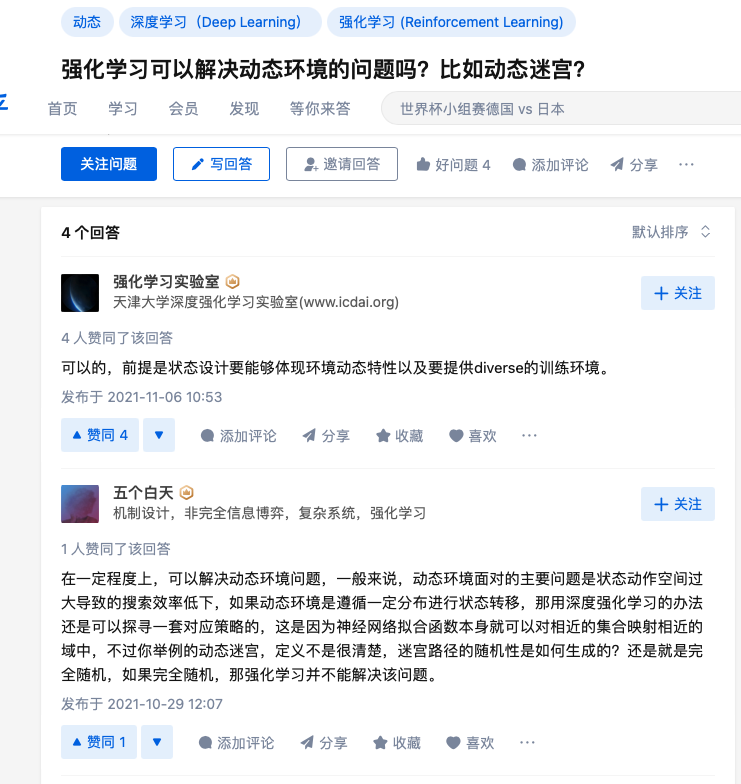 动态 深度学习（Deep Learning） 强化学习 (Reinforcement Learning)
强化学习可以解决动态环境的问题吗？比如动态迷宫？
首页 学习 会员 发现 等你来答 世界杯小组赛德国 vs 日本
关注问题 写回答 邀请回答 好问题 4 添加评论 分享 ···
4 个回答 默认排序
强化学习实验室
天津大学深度强化学习实验室(www.icdai.org) + 关注
4 人赞同了该回答
可以的，前提是状态设计要能够体现环境动态特性以及要提供diverse的训练环境。
发布于 2021-11-06 10:53
赞同 4 添加评论 分享 收藏 喜欢 ···
五个白天
机制设计，非完全信息博弈，复杂系统，强化学习 + 关注
1 人赞同了该回答
在一定程度上，可以解决动态环境问题，一般来说，动态环境面对的主要问题是状态动作空间过
大导致的搜索效率低下，如果动态环境是遵循一定分布进行状态转移，那用深度强化学习的办法
还是可以探寻一套对应策略的，这是因为神经网络拟合函数本身就可以对相近的集合映射相近的
域中，不过你举例的动态迷宫，定义不是很清楚，迷宫路径的随机性是如何生成的？还是就是完
全随机，如果完全随机，那强化学习并不能解决该问题。
发布于 2021-10-29 12:07
赞同 1 添加评论 分享 收藏 喜欢 ···